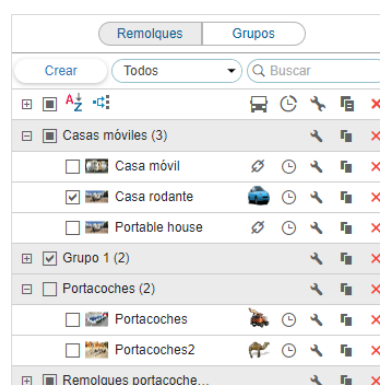 Remolques Grupos
Crear Todos Buscar
Casas móviles (3)
Casa móvil
Casa rodante
Portable house
Grupo 1 (2)
Portacoches (2)
Portacoches
Portacoches2
Remolques portacoche...